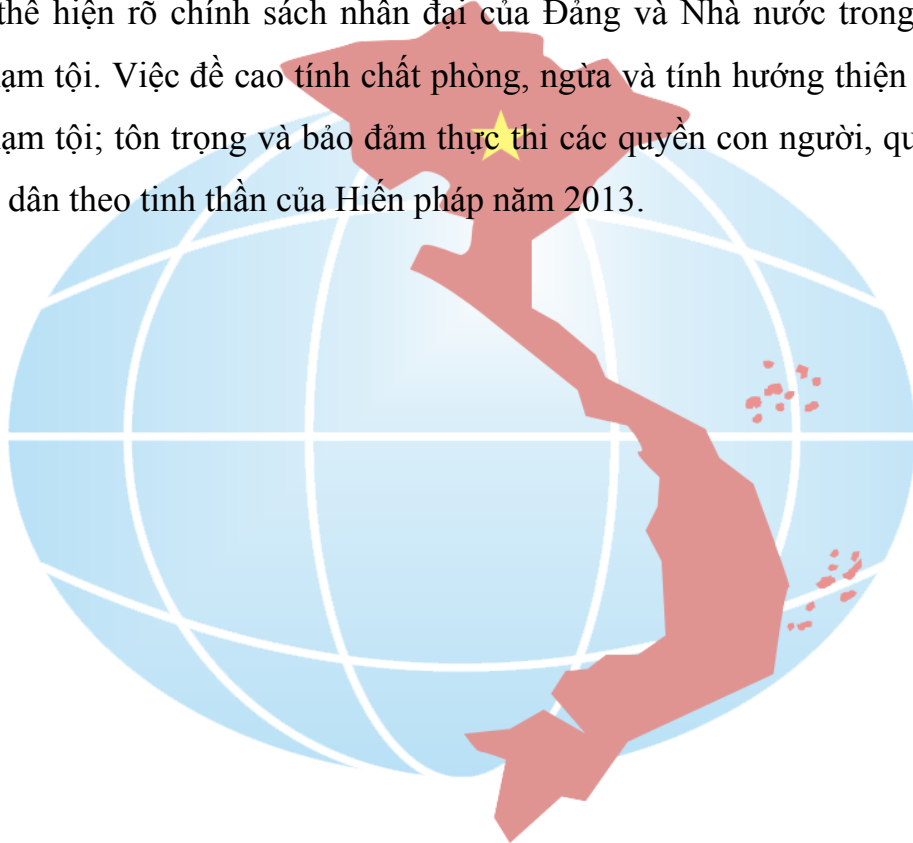 thể hiện rõ chính sách nhân đại của Đảng và Nhà nước trong
ạm tội. Việc đề cao tính chất phòng, ngừa và tính hướng thiện
ạm tội; tôn trọng và bảo đảm thực thi các quyền con người, qu
dân theo tinh thần của Hiến pháp năm 2013.